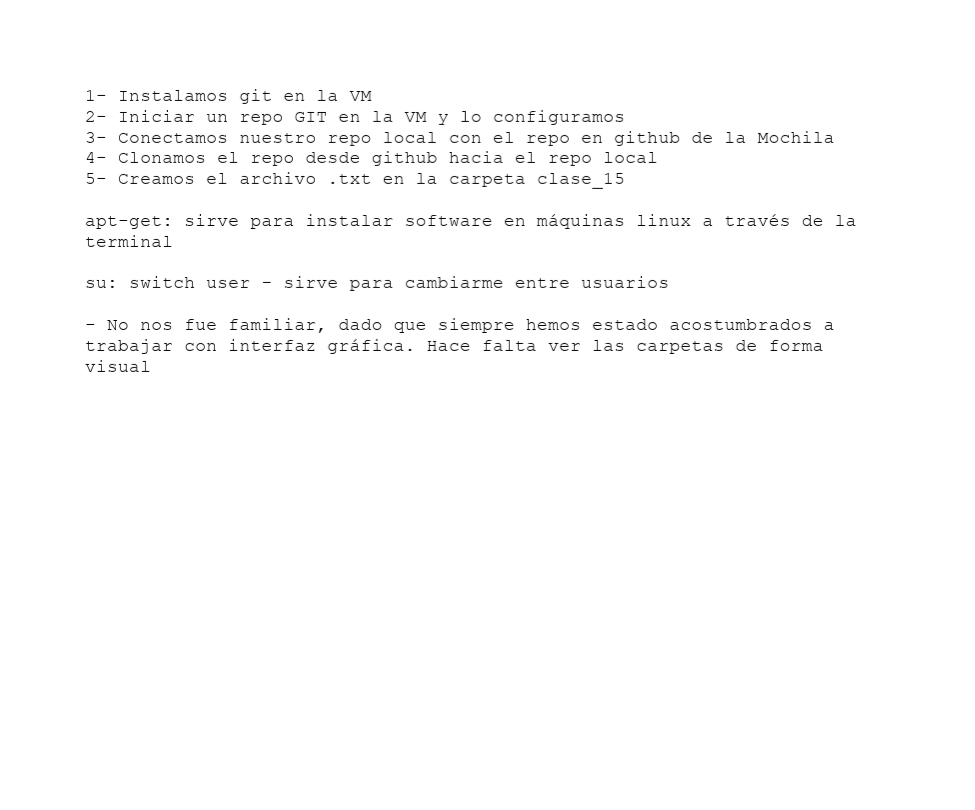 1- Instalamos git en la VM
2- Iniciar un repo GIT en la VM y lo configuramos
3- Conectamos nuestro repo local con el repo en github de la Mochila
4- Clonamos el repo desde github hacia el repo local
5- Creamos el archivo .txt en la carpeta clase_15
apt-get: sirve para instalar software en máquinas linux a través de la
terminal
su: switch user - sirve para cambiarme entre usuarios
- No nos fue familiar, dado que siempre hemos estado acostumbrados a
trabajar con interfaz gráfica. Hace falta ver las carpetas de forma
visual